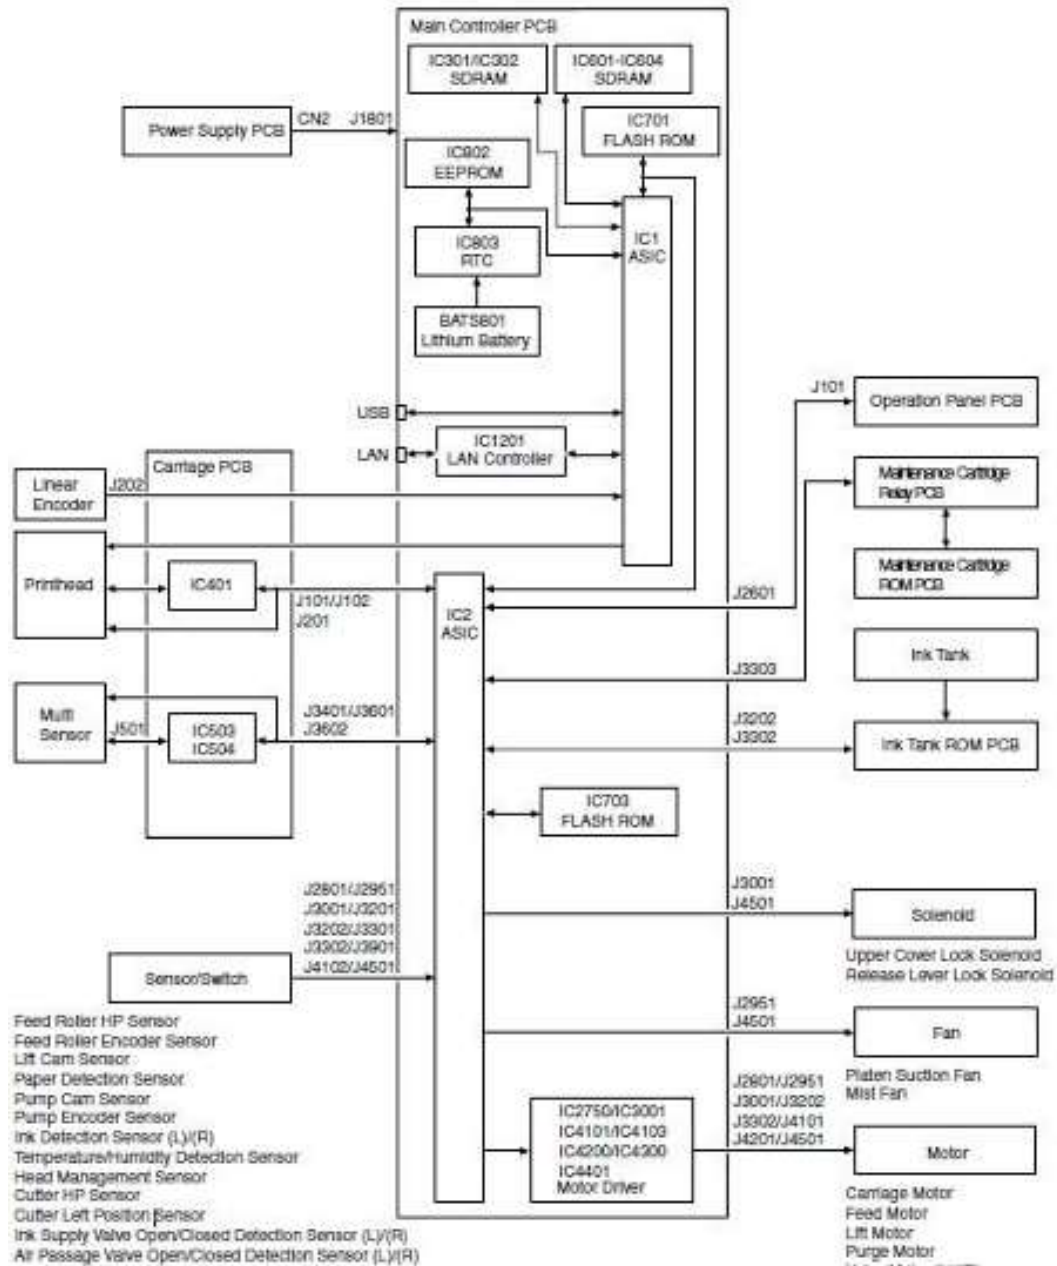 Main Controller PCB
IC301/IC302
SDRAM
IC601-IC604
SDRAM
IC701
FLASH ROM
Power Supply PCB
CN2 J1801
IC802
EEPROM
IC803
RTC
IC1
ASIC
BATS801
Lithium Battery
USB
LAN
IC1201
LAN Controller
J101
Operation Panel PCB
Maintenance Cartridge
Relay PCB
Maintenance Cartridge
ROM PCB
Carriage PCB
Linear
Encoder
J202
Printhead
IC401
J101/J102
J201
IC2
ASIC
J2601
Ink Tank
J3303
Multi
Sensor
J501
IC503
IC504
J3401/J3601
J3602
J3202
J3302
Ink Tank ROM PCB
IC703
FLASH ROM
J2801/J2951
J3001/J3201
J3202/J3301
J3302/J3901
J4102/J4501
Sensor/Switch
J3001
J4501
Solenoid
Upper Cover Lock Solenoid
Release Lever Lock Solenoid
J2951
J4501
Fan
Platen Suction Fan
Mist Fan
Feed Roller HP Sensor
Feed Roller Encoder Sensor
Lift Cam Sensor
Paper Detection Sensor
Pump Cam Sensor
Pump Encoder Sensor
Ink Detection Sensor (L)/(R)
Temperature/Humidity Detection Sensor
Head Management Sensor
Cutter HP Sensor
Cutter Left Position Sensor
Ink Supply Valve Open/Closed Detection Sensor (L)/(R)
Air Passage Valve Open/Closed Detection Sensor (L)/(R)
IC2750/IC3001
IC4101/IC4103
IC4200/IC4300
IC4401
Motor Driver
J2801/J2951
J3001/J3202
J3302/J4101
J4201/J4501
Motor
Carriage Motor
Feed Motor
Lift Motor
Purge Motor